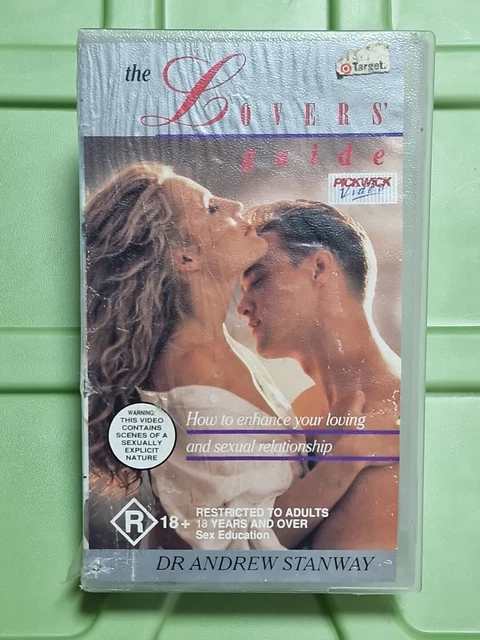 the LOVERS'
guide
Target.
PICKWICK
Video
WARNING:
THIS VIDEO
CONTAINS
SCENES OF A
SEXUALLY
EXPLICIT
NATURE
How to enhance your loving
and sexual relationship
R 18+ RESTRICTED TO ADULTS
18 YEARS AND OVER
Sex Education
DR ANDREW STANWAY